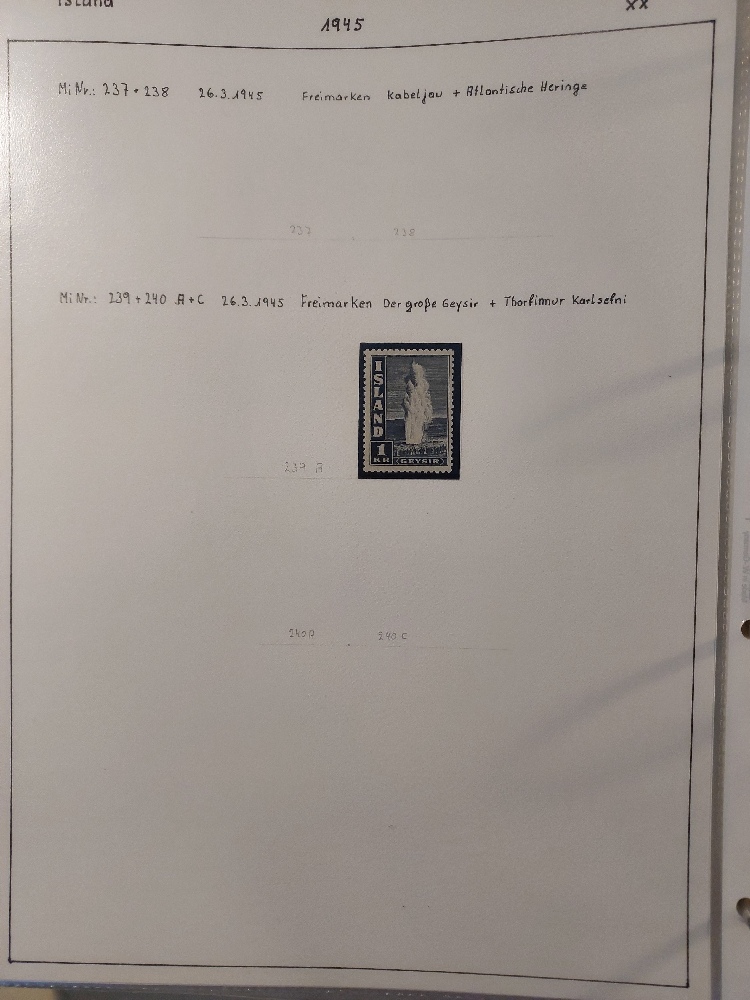 Island
xx
1945
Mi Nr.: 237 + 238 26.3.1945 Freimarken Kabeljau + Atlantische Heringe
237 238
Mi Nr.: 239 + 240 A + C 26.3.1945 Freimarken Der große Geysir + Thorfinnur Karlsefni
ISLAND
1
KR
GEYSIR
240 A 240 C